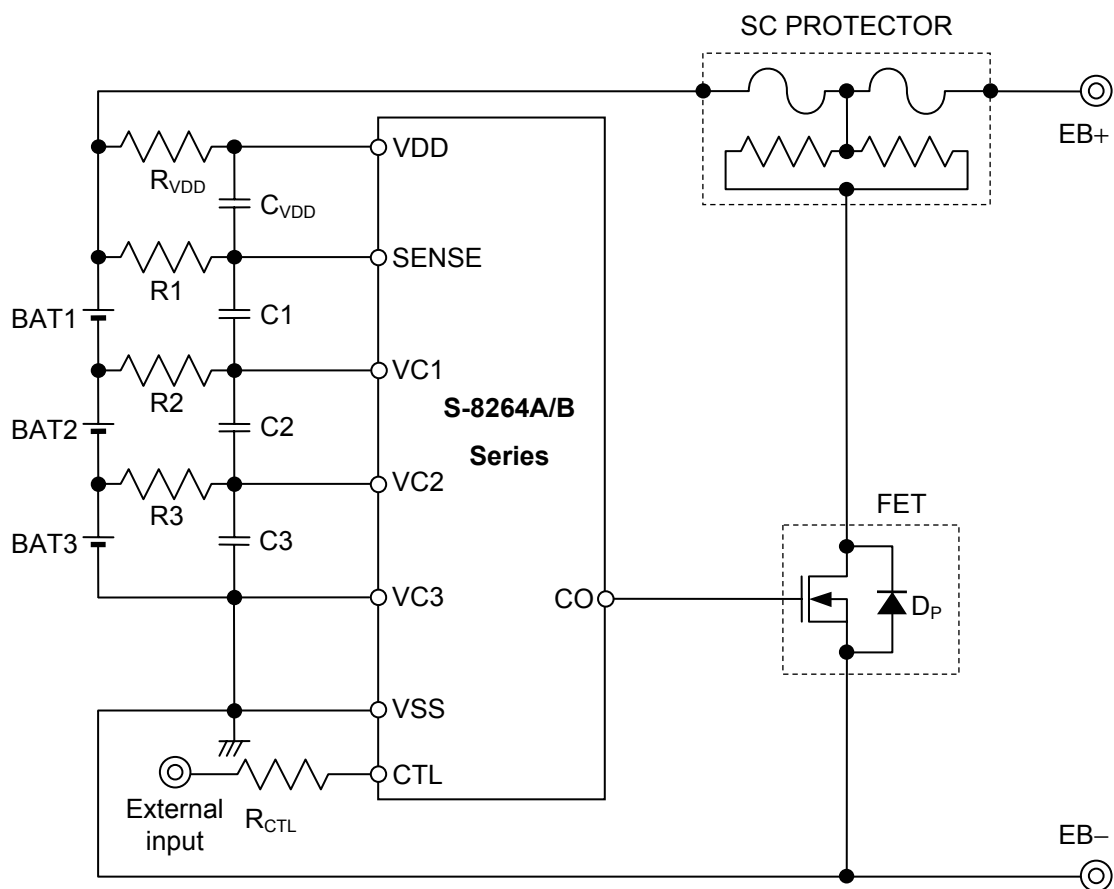 SC PROTECTOR
EB+
VDD
RVDD
CVDD
SENSE
R1
BAT1
C1
VC1
R2
S-8264A/B
Series
BAT2
C2
VC2
R3
FET
BAT3
C3
VC3
CO
DP
VSS
CTL
External
input
RCTL
EB−